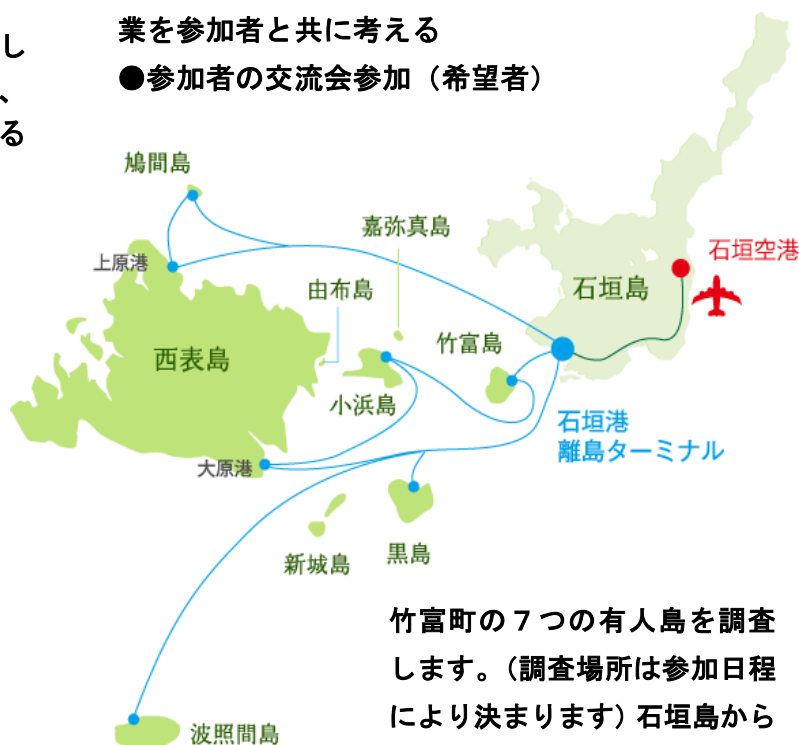 し
、
る
業を参加者と共に考える
●参加者の交流会参加（希望者）
鳩間島
嘉弥真島
上原港
由布島
石垣空港
石垣島
竹富島
西表島
小浜島
石垣港
離島ターミナル
大原港
新城島
黒島
波照間島
竹富町の７つの有人島を調査
します。（調査場所は参加日程
により決まります）石垣島から